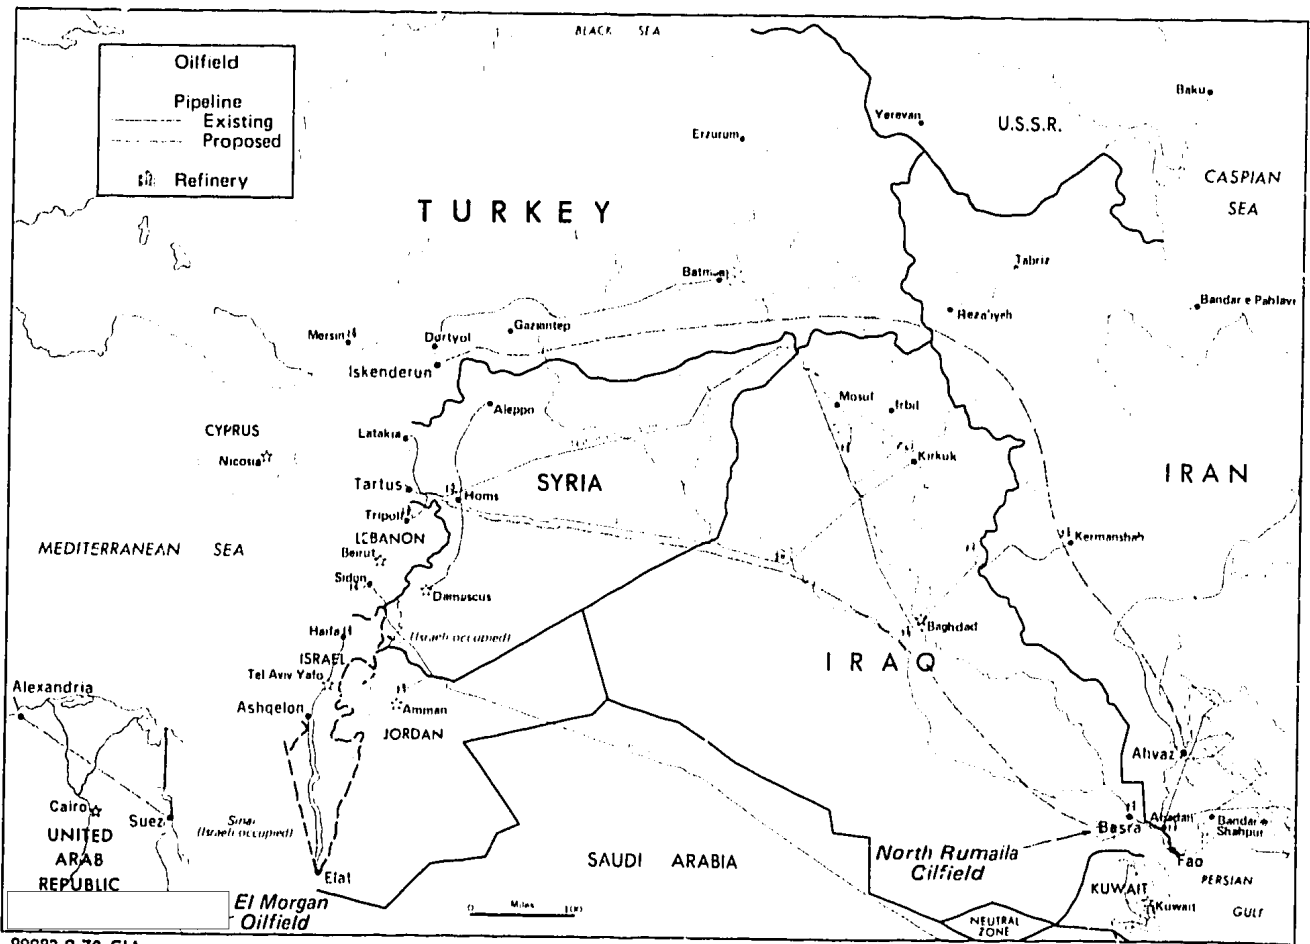 BLACK SEA
Oilfield
Pipeline
Existing
Proposed
Refinery
Baku
Yerevan
U.S.S.R.
Erzurum
CASPIAN
SEA
TURKEY
Tabriz
Batman
Bandar e Pahlavi
Reza'iyeh
Mersin
Dortyol
Gaziantep
Iskenderun
Aleppo
Mosul
Irbil
CYPRUS
Latakia
Nicosia
Kirkuk
IRAN
Tartus
Homs
SYRIA
Tripoli
LEBANON
MEDITERRANEAN SEA
Beirut
Kermanshah
Sidon
Damascus
Haifa
(Israeli occupied)
Baghdad
ISRAEL
IRAQ
Tel Aviv Yafo
Alexandria
Ashqelon
Amman
JORDAN
Ahvaz
Cairo
Suez
Sinai
(Israeli occupied)
Basra
Abadan
Bandar e
Shahpur
UNITED
ARAB
REPUBLIC
SAUDI ARABIA
North Rumaila
Oilfield
Fao
PERSIAN
GULF
Elat
KUWAIT
Kuwait
El Morgan
Oilfield
0 Miles 100
NEUTRAL
ZONE